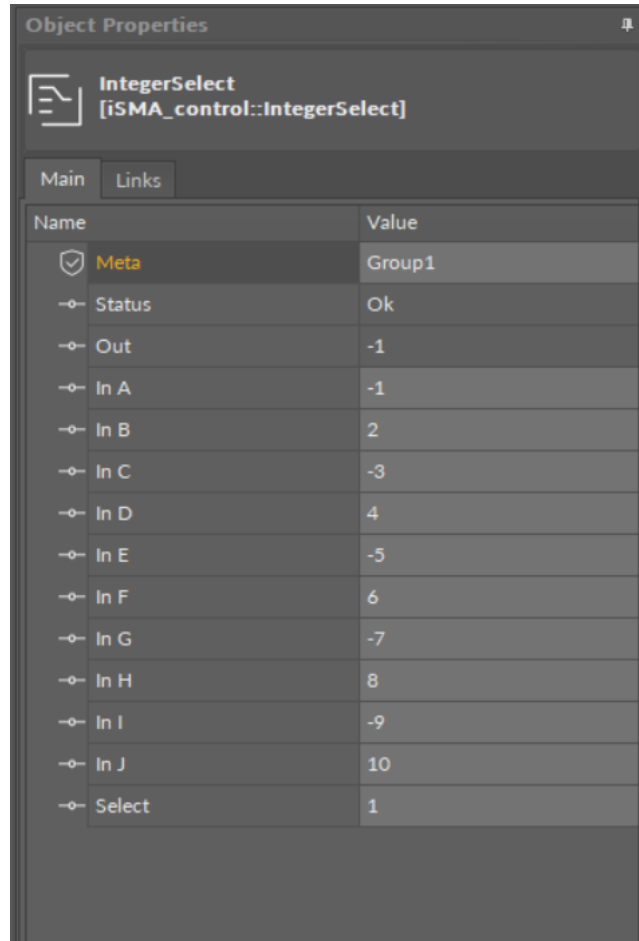 Object Properties
IntegerSelect
[iSMA_control::IntegerSelect]
Main Links
Name Value
Meta Group1
Status Ok
Out -1
In A -1
In B 2
In C -3
In D 4
In E -5
In F 6
In G -7
In H 8
In I -9
In J 10
Select 1